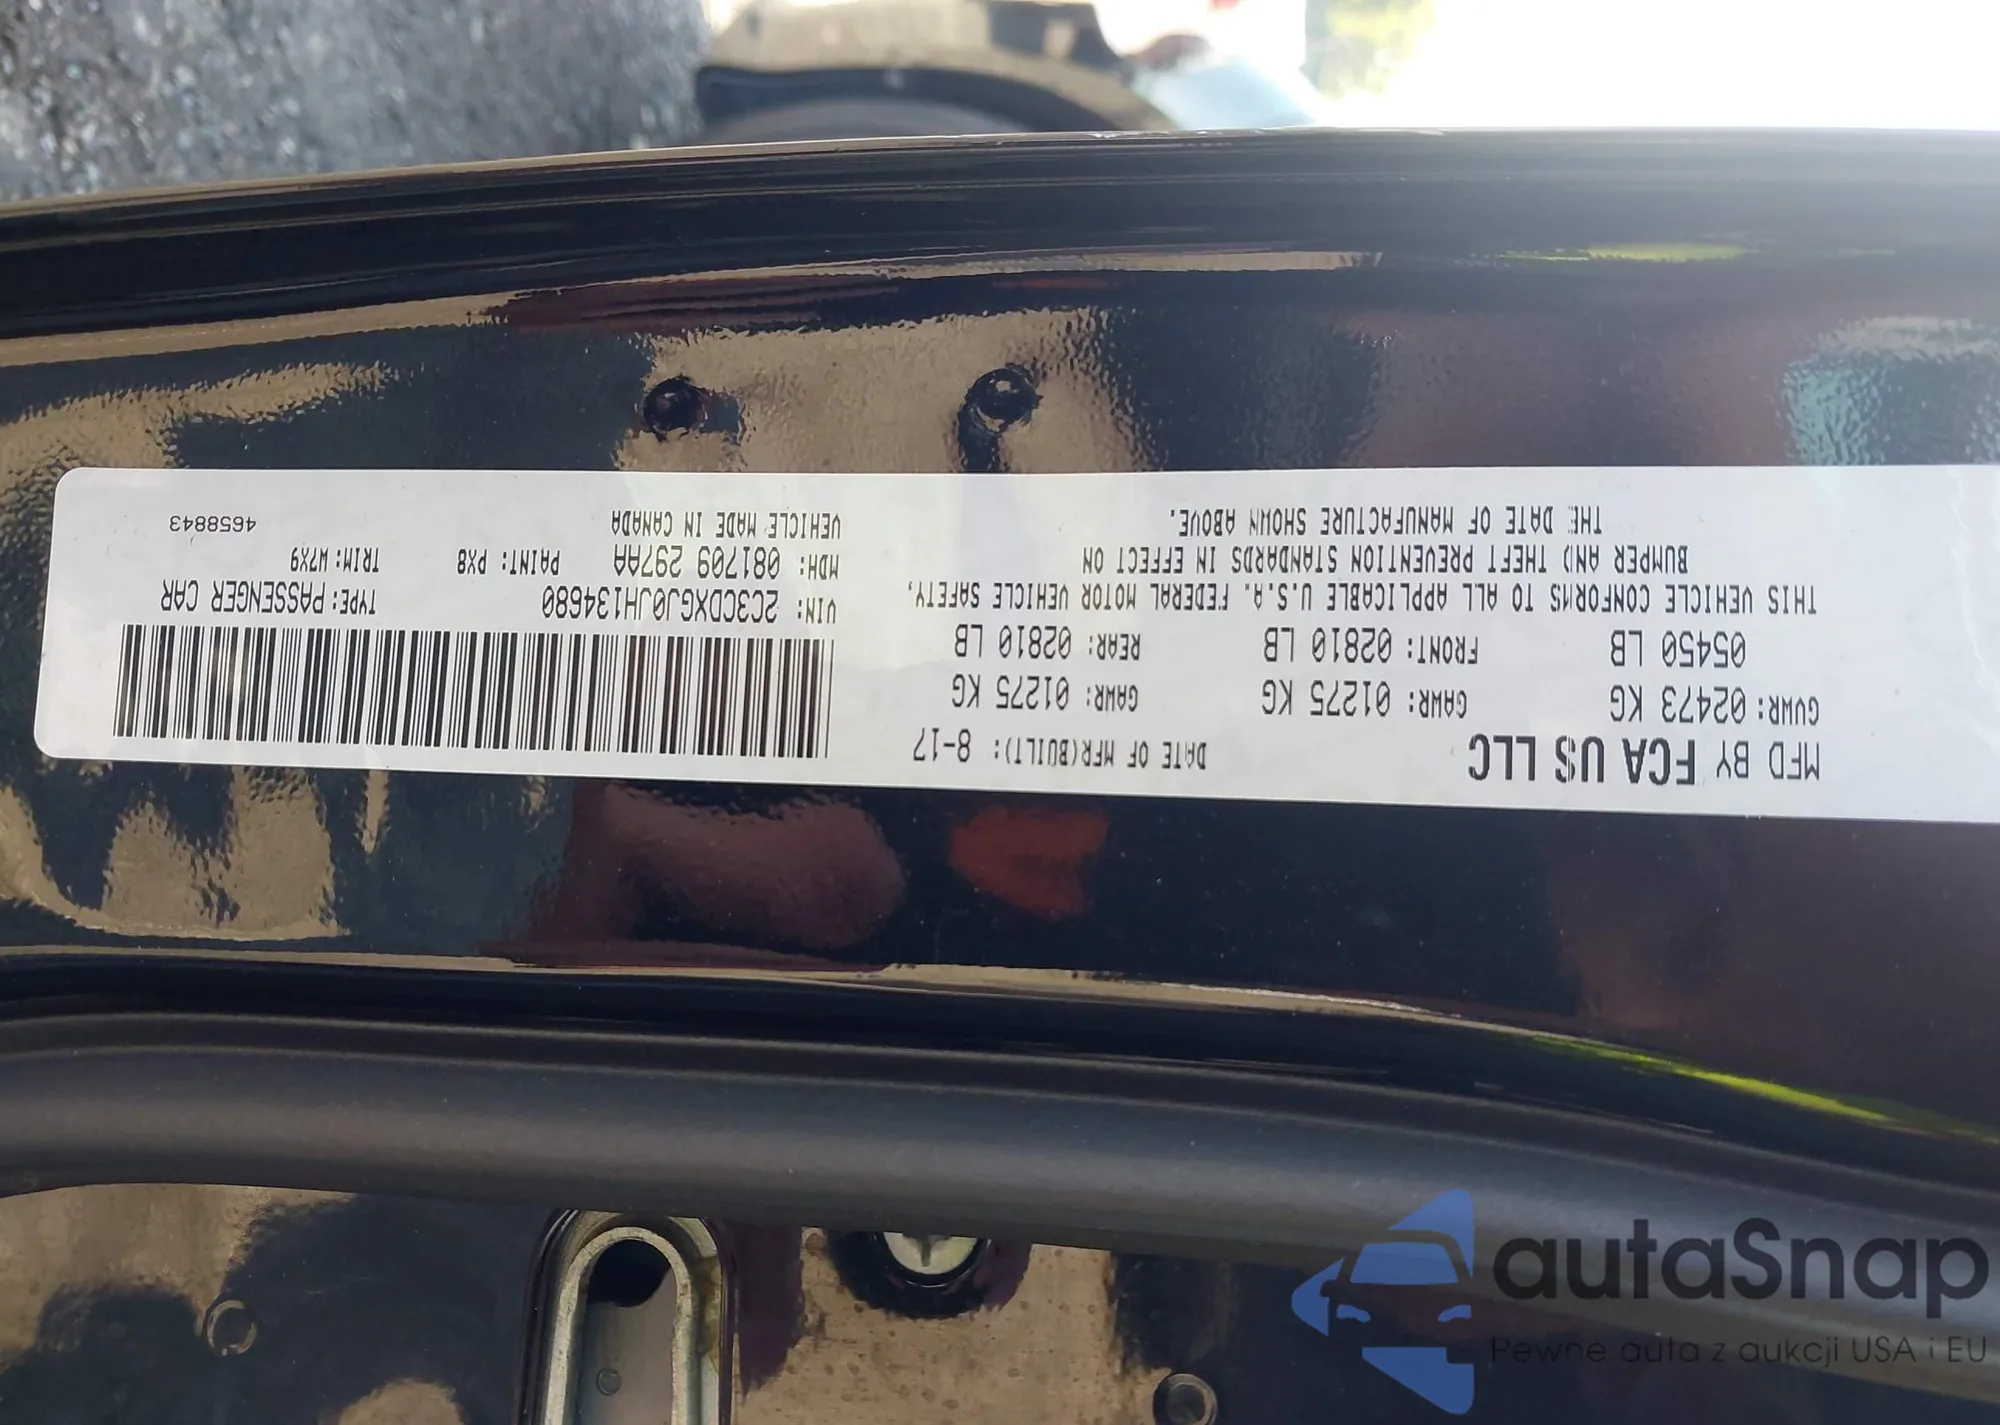 MFD BY FCA US LLC
DATE OF MFR(BUILT): 8-17
GVWR: 02473 KG
GAWR: 01275 KG
GAWR: 01275 KG
05450 LB
FRONT: 02810 LB
REAR: 02810 LB
THIS VEHICLE CONFORMS TO ALL APPLICABLE U.S.A. FEDERAL MOTOR VEHICLE SAFETY,
BUMPER AND THEFT PREVENTION STANDARDS IN EFFECT ON
THE DATE OF MANUFACTURE SHOWN ABOVE.
VIN: 2C3CDXGJ0JH134680
TYPE: PASSENGER CAR
MDH: 081709 297AA
PAINT: PX8
TRIM: W7X9
VEHICLE MADE IN CANADA
4658843
autaSnap
Pewne auta z aukcji USA i EU